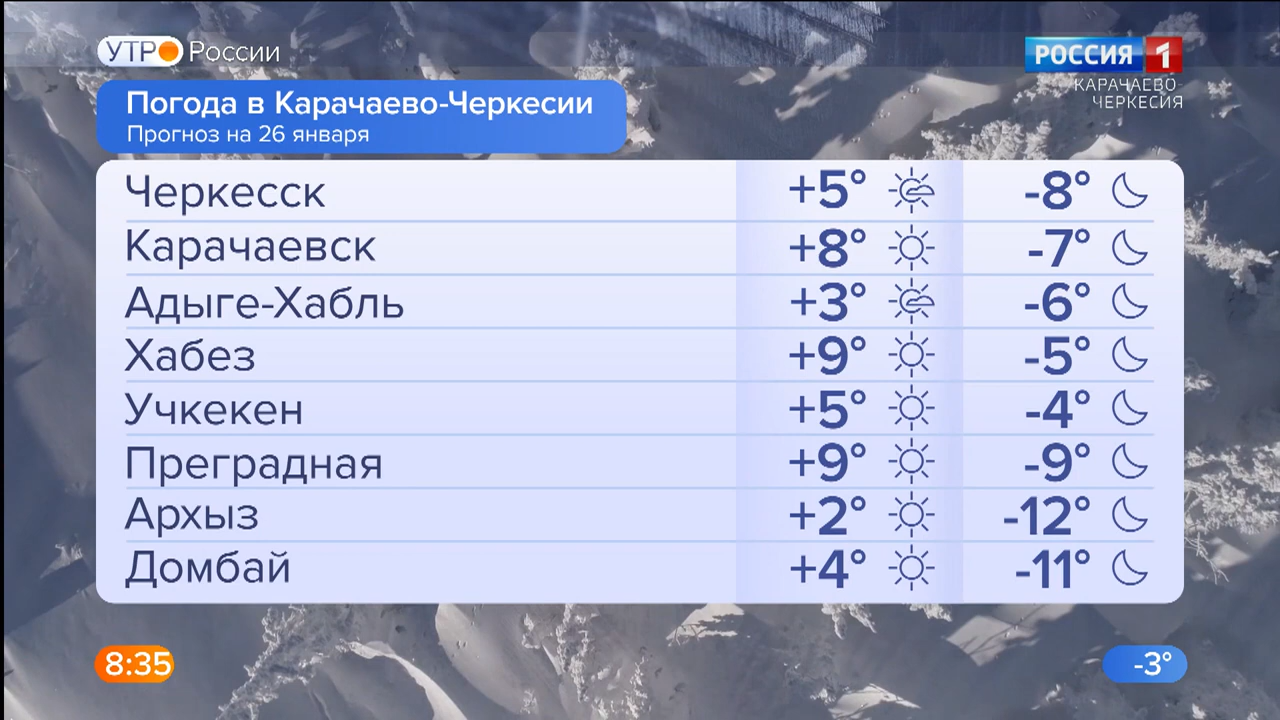 УТРО России
РОССИЯ 1
КАРАЧАЕВО-
ЧЕРКЕСИЯ
Погода в Карачаево-Черкесии
Прогноз на 26 января
Черкесск +5° -8°
Карачаевск +8° -7°
Адыге-Хабль +3° -6°
Хабез +9° -5°
Учкекен +5° -4°
Преградная +9° -9°
Архыз +2° -12°
Домбай +4° -11°
8:35 -3°